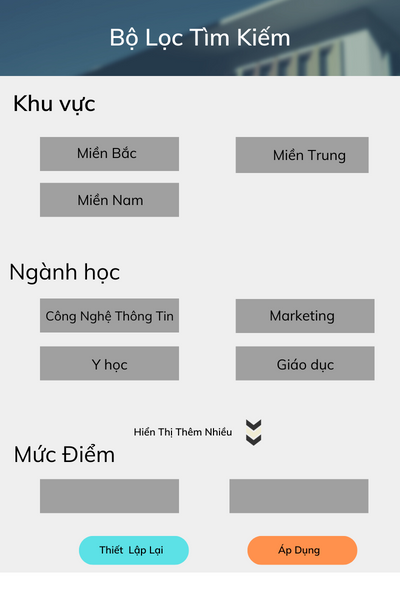 Bộ Lọc Tìm Kiếm
Khu vực
Miền Bắc
Miền Trung
Miền Nam
Ngành học
Công Nghệ Thông Tin
Marketing
Y học
Giáo dục
Hiển Thị Thêm Nhiều
Mức Điểm
Thiết Lập Lại
Áp Dụng